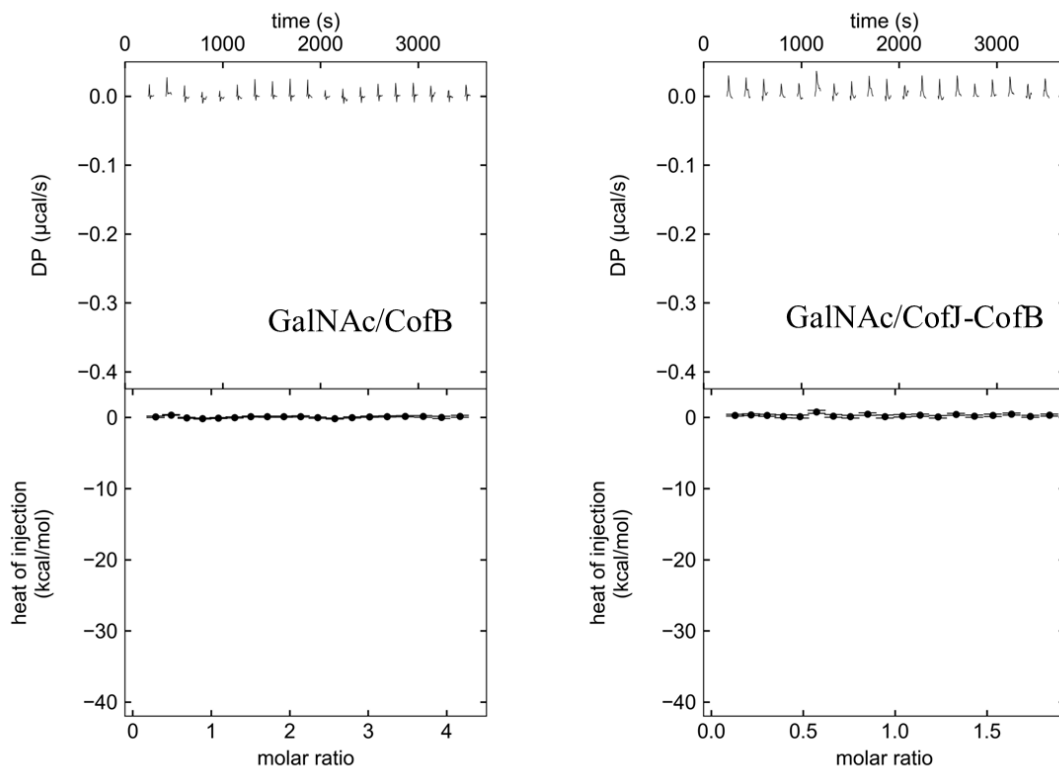 time (s)
0 1000 2000 3000
0.0
−0.1
−0.2
−0.3
−0.4
DP (μcal/s)
GalNAc/CofB
0
−10
−20
−30
−40
heat of injection
(kcal/mol)
0 1 2 3 4
molar ratio
time (s)
0 1000 2000 3000
0.0
−0.1
−0.2
−0.3
−0.4
DP (μcal/s)
GalNAc/CofJ-CofB
0
−10
−20
−30
−40
heat of injection
(kcal/mol)
0.0 0.5 1.0 1.5
molar ratio